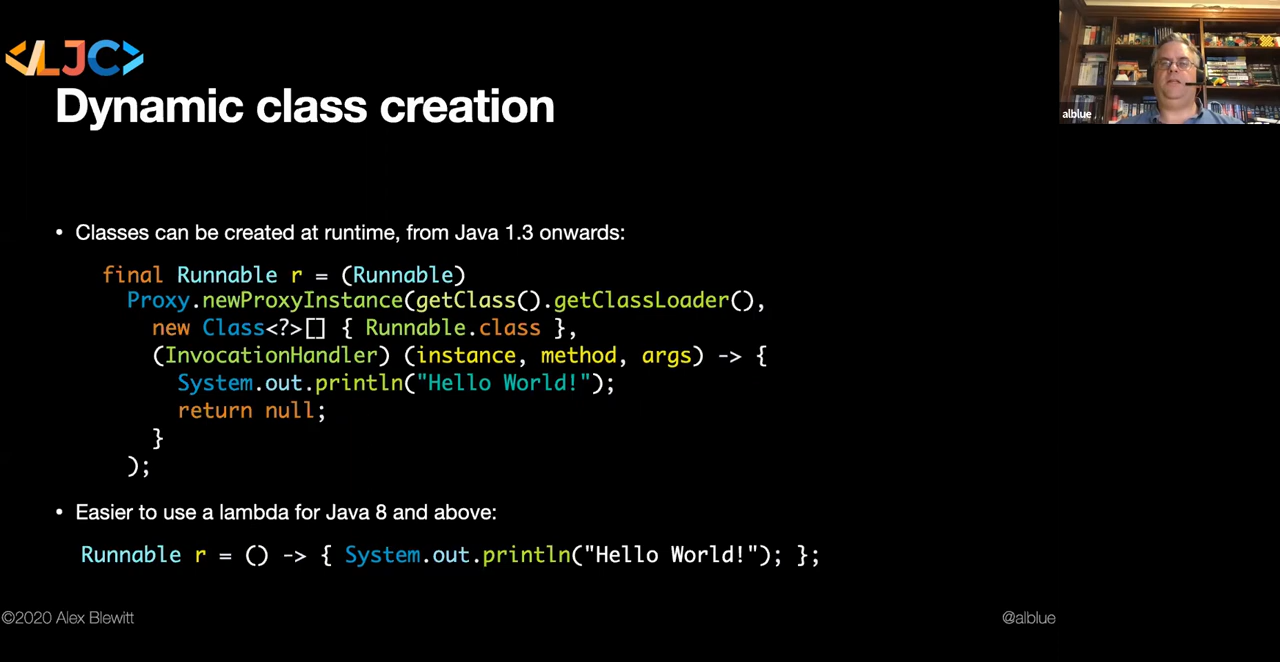 <LJC>
alblue
Dynamic class creation
• Classes can be created at runtime, from Java 1.3 onwards:
final Runnable r = (Runnable)
Proxy.newProxyInstance(getClass().getClassLoader(),
new Class<?>[] { Runnable.class },
(InvocationHandler) (instance, method, args) -> {
System.out.println("Hello World!");
return null;
}
);
• Easier to use a lambda for Java 8 and above:
Runnable r = () -> { System.out.println("Hello World!"); };
©2020 Alex Blewitt
@alblue